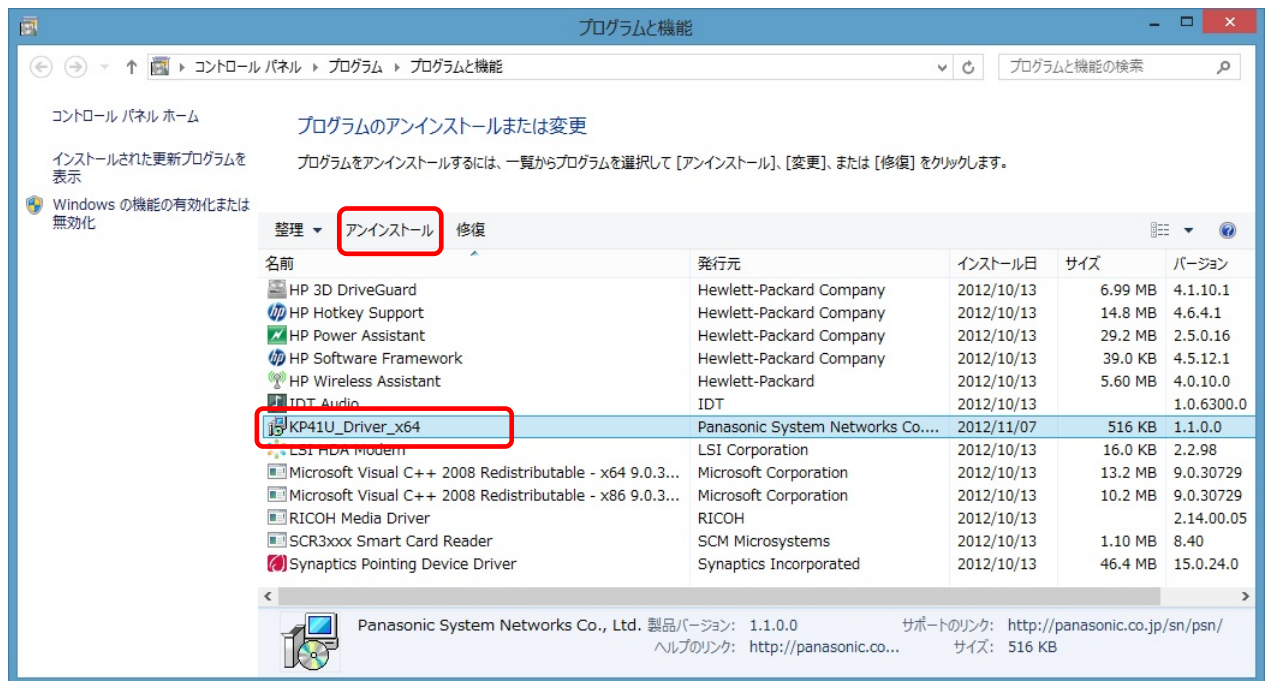 プログラムと機能
コントロール パネル プログラム プログラムと機能 プログラムと機能の検索
コントロール パネル ホーム
インストールされた更新プログラムを
表示
Windows の機能の有効化または
無効化
プログラムのアンインストールまたは変更
プログラムをアンインストールするには、一覧からプログラムを選択して [アンインストール]、[変更]、または [修復] をクリックします。
整理 アンインストール 修復
名前 発行元 インストール日 サイズ バージョン
HP 3D DriveGuard Hewlett-Packard Company 2012/10/13 6.99 MB 4.1.10.1
HP Hotkey Support Hewlett-Packard Company 2012/10/13 14.8 MB 4.6.4.1
HP Power Assistant Hewlett-Packard Company 2012/10/13 29.2 MB 2.5.0.16
HP Software Framework Hewlett-Packard Company 2012/10/13 39.0 KB 4.5.12.1
HP Wireless Assistant Hewlett-Packard 2012/10/13 5.60 MB 4.0.10.0
IDT Audio IDT 2012/10/13 1.0.6300.0
KP41U_Driver_x64 Panasonic System Networks Co.... 2012/11/07 516 KB 1.1.0.0
LSI HDA Modem LSI Corporation 2012/10/13 16.0 KB 2.2.98
Microsoft Visual C++ 2008 Redistributable - x64 9.0.3... Microsoft Corporation 2012/10/13 13.2 MB 9.0.30729
Microsoft Visual C++ 2008 Redistributable - x86 9.0.3... Microsoft Corporation 2012/10/13 10.2 MB 9.0.30729
RICOH Media Driver RICOH 2012/10/13 2.14.00.05
SCR3xxx Smart Card Reader SCM Microsystems 2012/10/13 1.10 MB 8.40
Synaptics Pointing Device Driver Synaptics Incorporated 2012/10/13 46.4 MB 15.0.24.0
Panasonic System Networks Co., Ltd. 製品バージョン: 1.1.0.0 サポートのリンク: http://panasonic.co.jp/sn/psn/
ヘルプのリンク: http://panasonic.co... サイズ: 516 KB